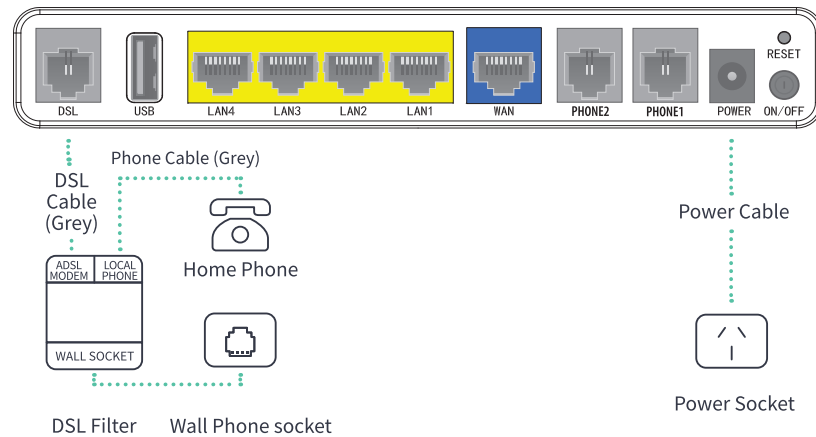 RESET
DSL
USB
LAN4
LAN3
LAN2
LAN1
WAN
PHONE2
PHONE1
POWER
ON/OFF
Phone Cable (Grey)
DSL
Cable
(Grey)
Power Cable
ADSL
MODEM
LOCAL
PHONE
Home Phone
WALL SOCKET
Power Socket
DSL Filter
Wall Phone socket